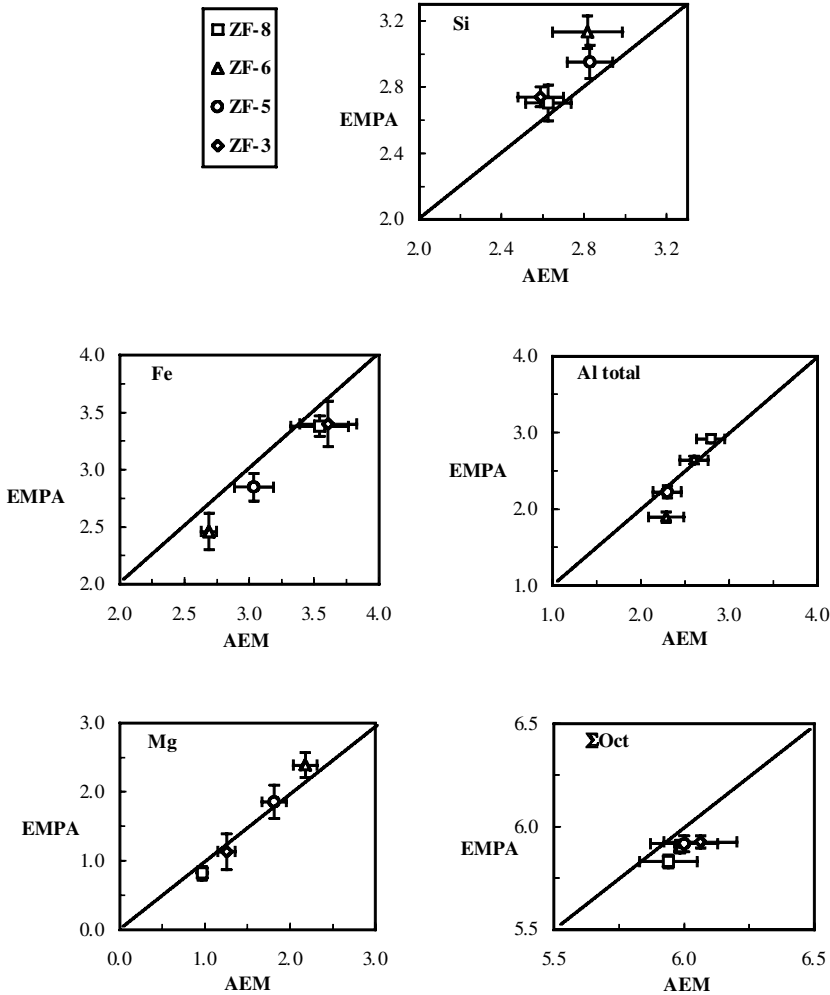 ZF-8
ZF-6
ZF-5
ZF-3
Si
3.2
2.8
EMPA
2.4
2.0
2.0 2.4 2.8 3.2
AEM
Fe
4.0
3.5
3.0
EMPA
2.5
2.0
2.0 2.5 3.0 3.5 4.0
AEM
Al total
4.0
3.0
EMPA
2.0
1.0
1.0 2.0 3.0 4.0
AEM
Mg
3.0
2.0
EMPA
1.0
0.0
0.0 1.0 2.0 3.0
AEM
ΣOct
6.5
6.0
EMPA
5.5
5.5 6.0 6.5
AEM